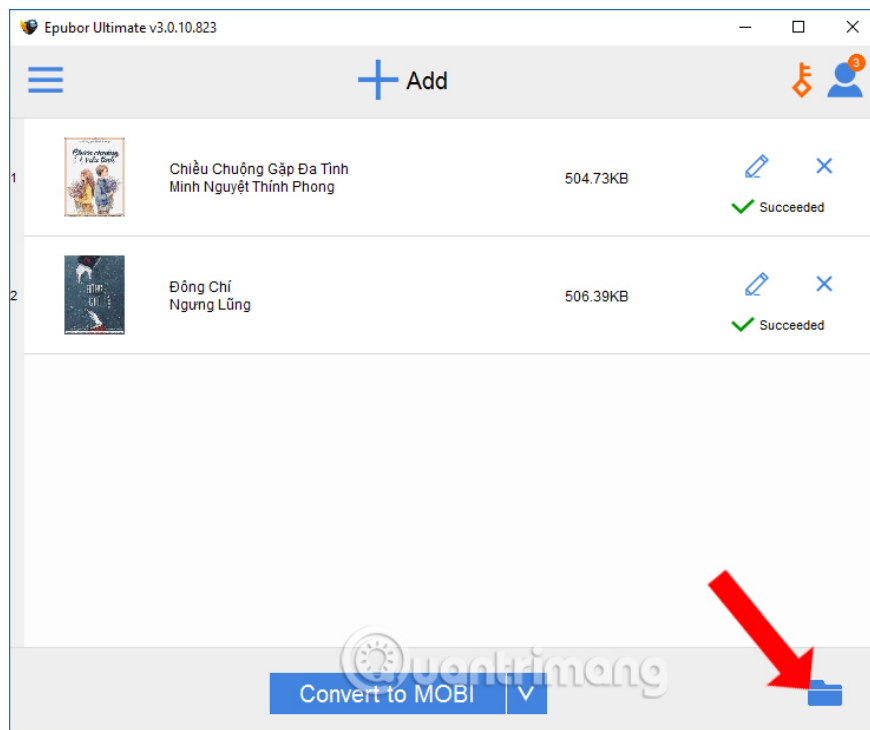 Epubor Ultimate v3.0.10.823
Add
3
1
Chiều Chuộng Gặp Đa Tình
504.73KB
Minh Nguyệt Thính Phong
Succeeded
2
Đông Chí
506.39KB
Ngưng Lũng
Succeeded
Quantrimang
Convert to MOBI